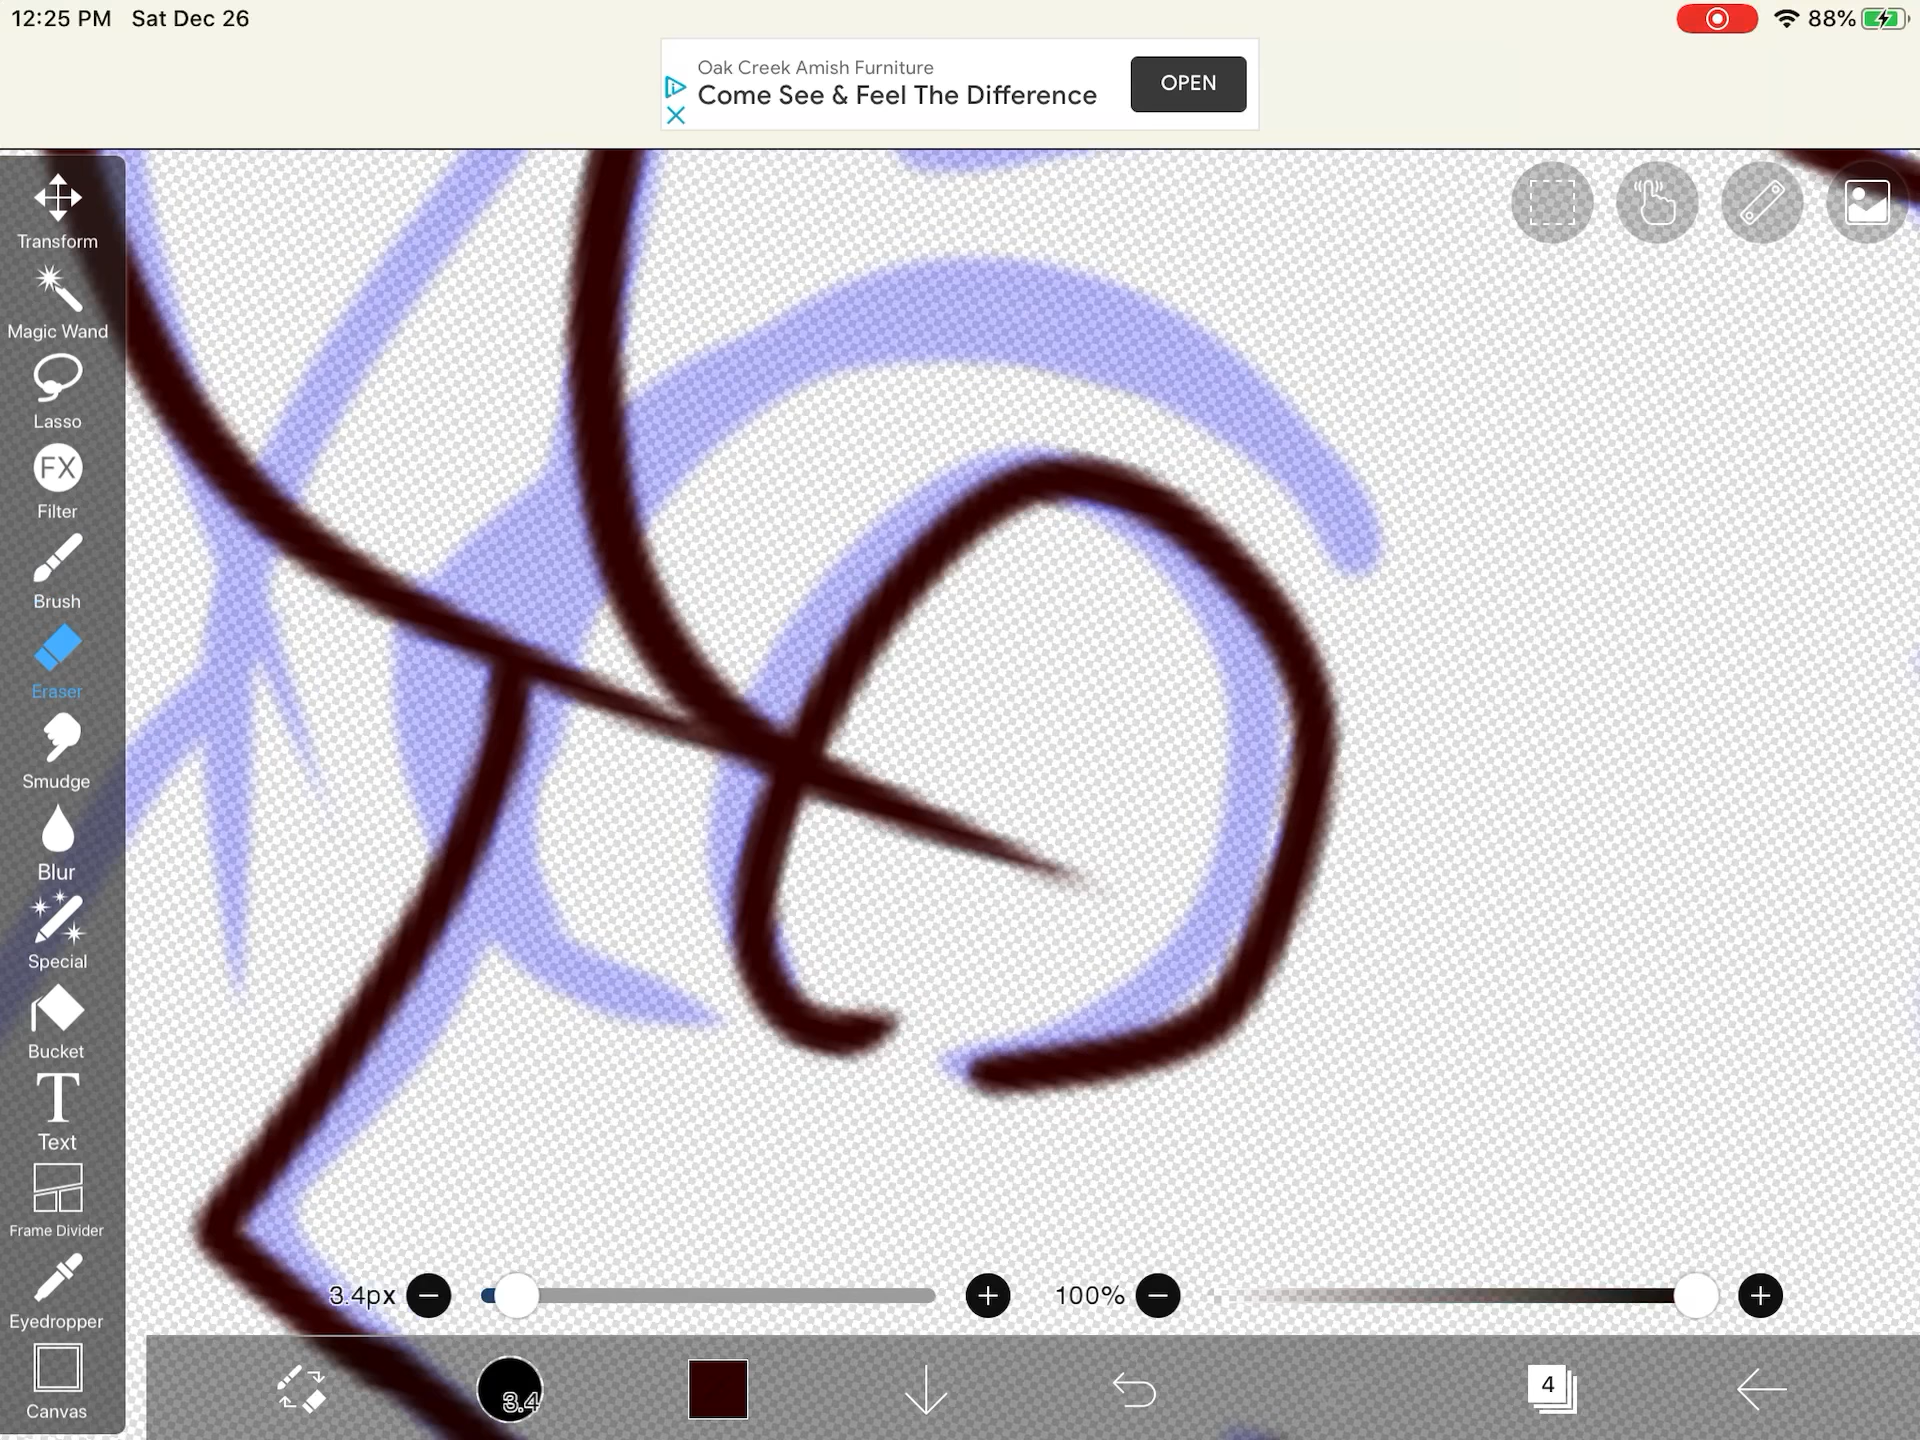 12:25 PM Sat Dec 26
88%
Oak Creek Amish Furniture
Come See & Feel The Difference
OPEN
Transform
Magic Wand
Lasso
FX
Filter
Brush
Eraser
Smudge
Blur
Special
Bucket
T
Text
Frame Divider
Eyedropper
Canvas
3.4px
100%
3.4
4